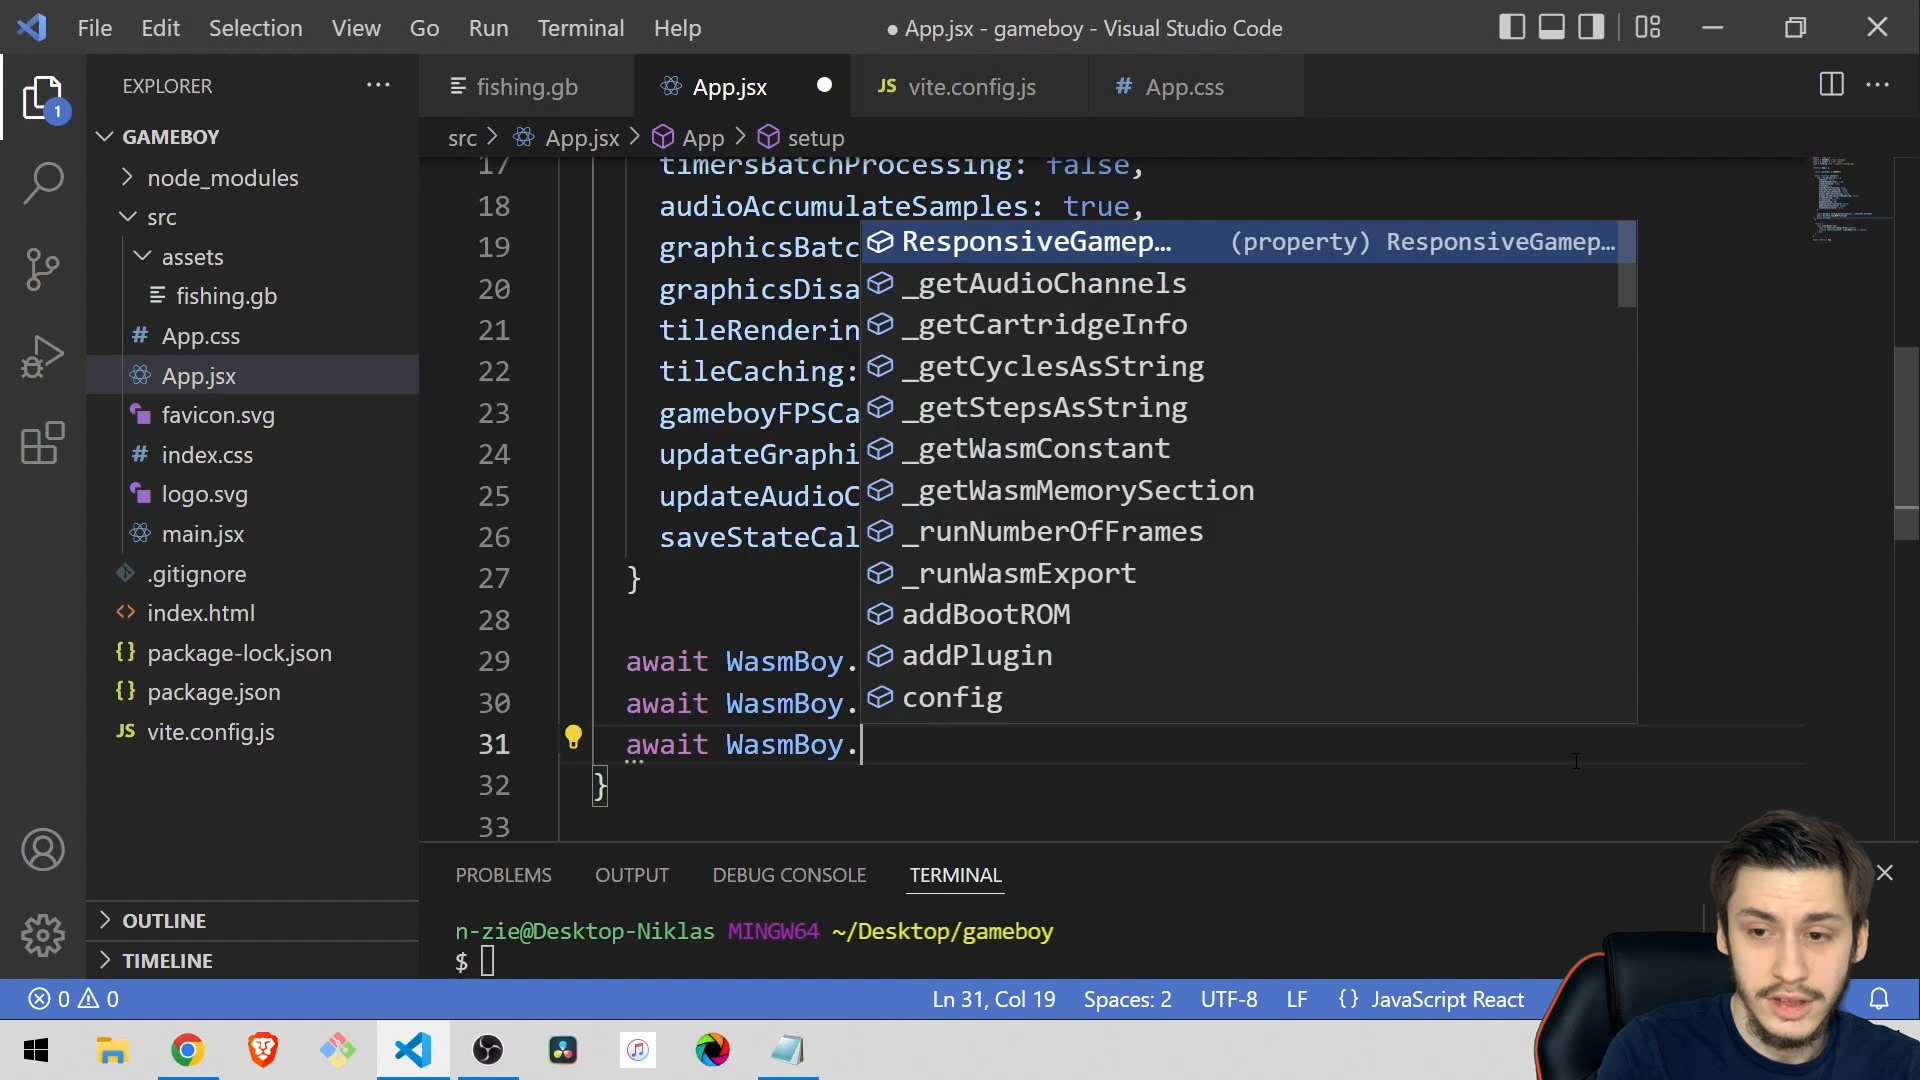 File Edit Selection View Go Run Terminal Help
● App.jsx - gameboy - Visual Studio Code
EXPLORER
fishing.gb
App.jsx
JS vite.config.js
# App.css
1
GAMEBOY
src > App.jsx > App > setup
node_modules
src
assets
fishing.gb
# App.css
App.jsx
favicon.svg
# index.css
logo.svg
main.jsx
.gitignore
<> index.html
{} package-lock.json
{} package.json
JS vite.config.js
OUTLINE
TIMELINE
17 timersBatchProcessing: false,
18 audioAccumulateSamples: true,
19 graphicsBatc
20 graphicsDisa
21 tileRenderin
22 tileCaching:
23 gameboyFPSCa
24 updateGraphi
25 updateAudioC
26 saveStateCal
27 }
28
29 await WasmBoy.
30 await WasmBoy.
31 await WasmBoy.
32 }
33
ResponsiveGamep… (property) ResponsiveGamep…
_getAudioChannels
_getCartridgeInfo
_getCyclesAsString
_getStepsAsString
_getWasmConstant
_getWasmMemorySection
_runNumberOfFrames
_runWasmExport
addBootROM
addPlugin
config
PROBLEMS OUTPUT DEBUG CONSOLE TERMINAL
n-zie@Desktop-Niklas MINGW64 ~/Desktop/gameboy
$
0 0
Ln 31, Col 19 Spaces: 2 UTF-8 LF {} JavaScript React